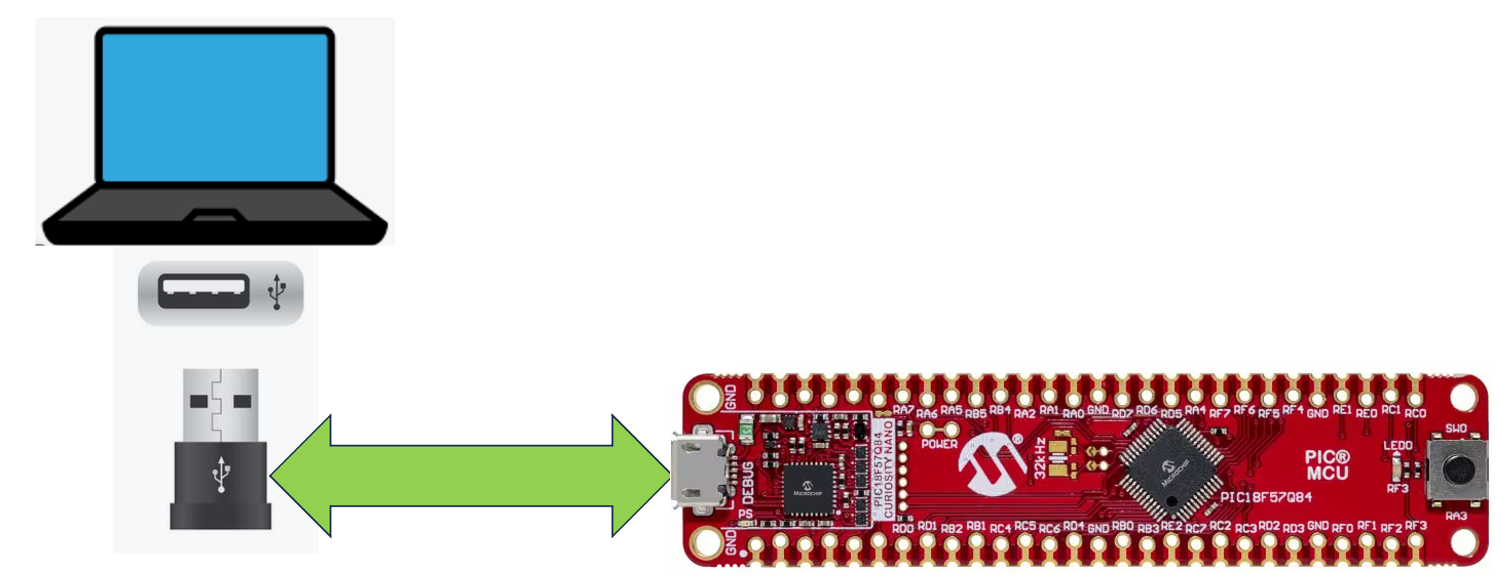 GND
RA7
RA6
RA5
RB5
RB4
RA2
RA1
RA0
GND
RD7
RD6
RD5
RA4
RF7
RF6
RF5
RF4
GND
RE1
RE0
RC1
RC0
POWER
DEBUG
PS
PIC18F57Q84
CURIOSITY NANO
MICROCHIP
®
32kHz
MICROCHIP
PIC18F57Q84
PIC®
MCU
LED0
RF3
SW0
RA3
GND
RD0
RD1
RB2
RB1
RC4
RC5
RC6
RD4
GND
RB0
RB3
RE2
RC7
RC2
RC3
RD2
RD3
GND
RF0
RF1
RF2
RF3